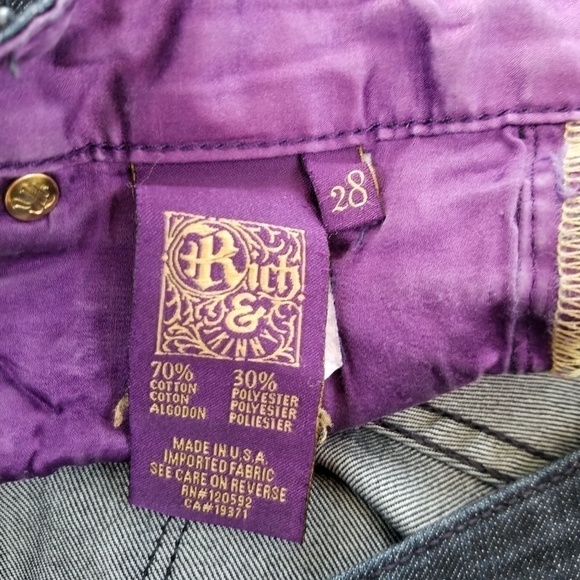 28
Rich
&
SKINNY
70%
COTTON
COTON
ALGODON
30%
POLYESTER
POLYESTER
POLIESTER
MADE IN U.S.A.
IMPORTED FABRIC
SEE CARE ON REVERSE
RN#120592
CA#19371